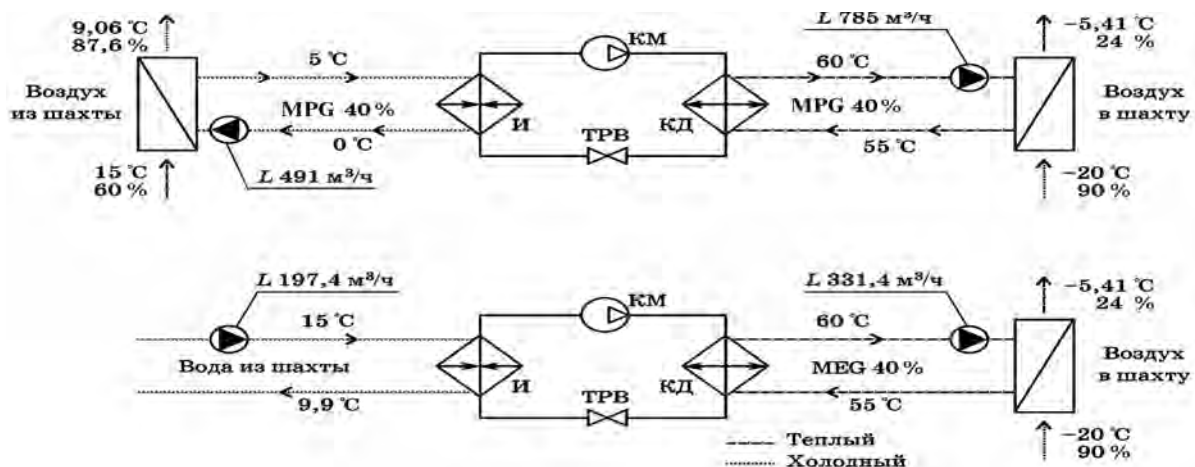 9,06 °C
87,6 %
5 °C
КМ
L 785 м³/ч
60 °C
−5,41 °C
24 %
Воздух
из шахты
MPG 40 %
И
КД
MPG 40 %
Воздух
в шахту
ТРВ
0 °C
55 °C
15 °C
60 %
L 491 м³/ч
−20 °C
90 %
L 197,4 м³/ч
15 °C
КМ
L 331,4 м³/ч
60 °C
−5,41 °C
24 %
Вода из шахты
И
КД
MEG 40 %
Воздух
в шахту
9,9 °C
ТРВ
55 °C
Теплый
Холодный
−20 °C
90 %